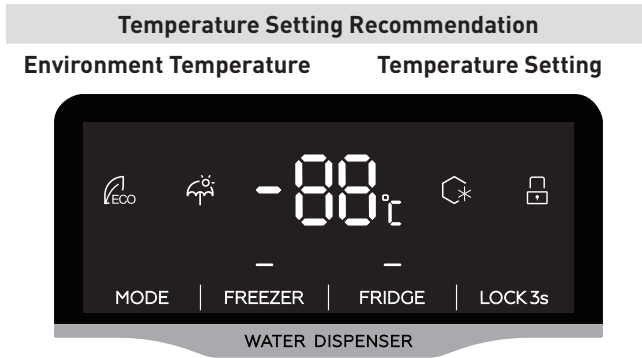 Temperature Setting Recommendation
Environment Temperature Temperature Setting
ECO -88°C
MODE FREEZER FRIDGE LOCK 3s
WATER DISPENSER